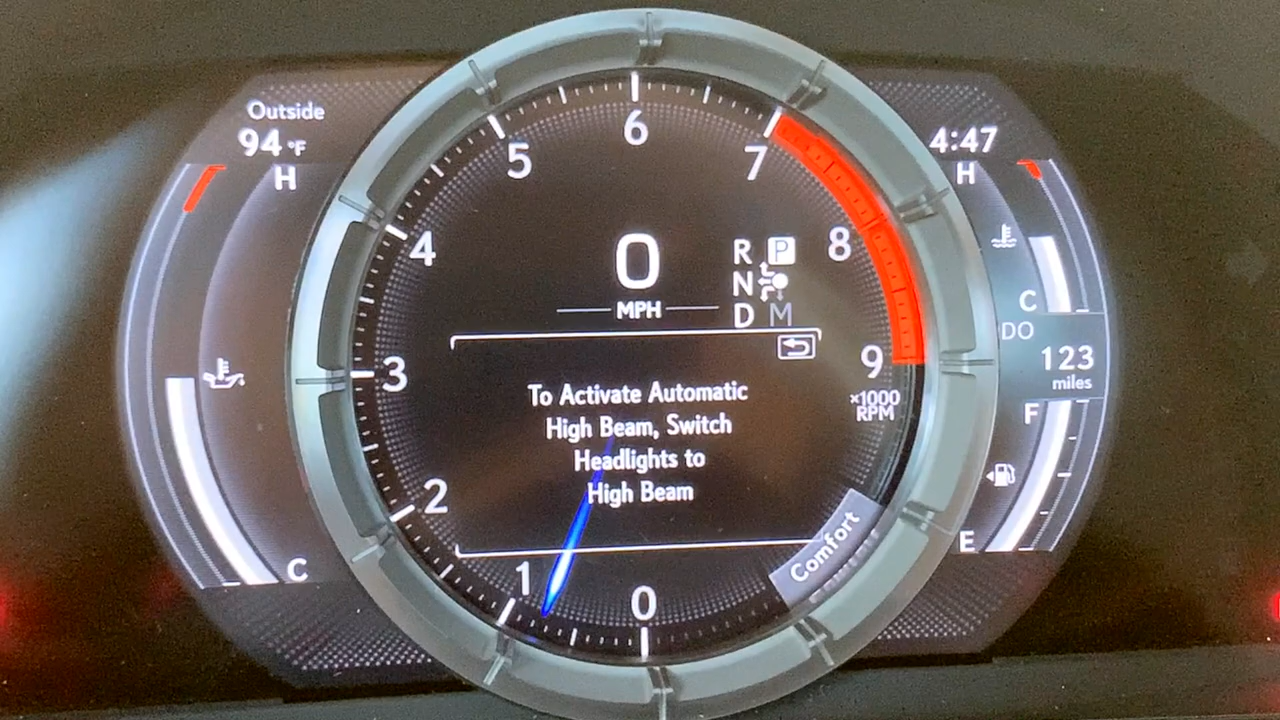 Outside
94 °F
H
C
6
5
7
4
8
3
9
2
1
0
×1000
RPM
0
MPH
R P
N
D M
To Activate Automatic
High Beam, Switch
Headlights to
High Beam
Comfort
4:47
H
C
DO
123
miles
F
E